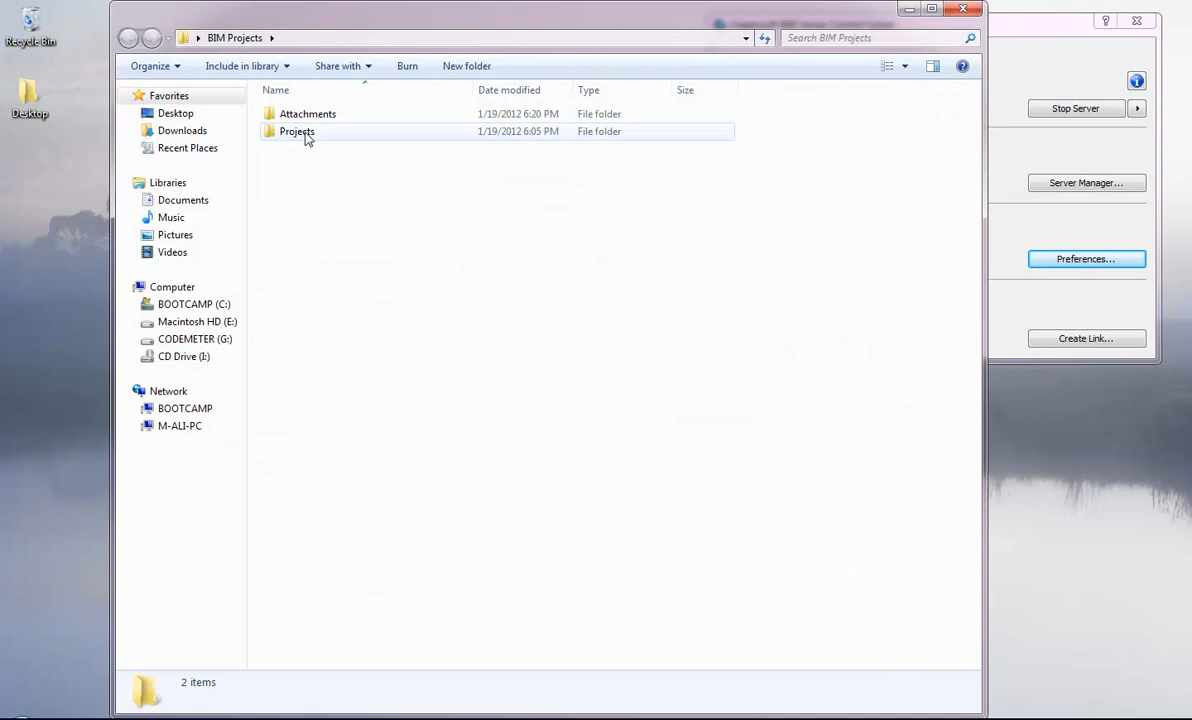 Recycle Bin
Desktop
BIM Projects
Search BIM Projects
Organize
Include in library
Share with
Burn
New folder
Name
Date modified
Type
Size
Attachments
1/19/2012 6:20 PM
File folder
Projects
1/19/2012 6:05 PM
File folder
Favorites
Desktop
Downloads
Recent Places
Libraries
Documents
Music
Pictures
Videos
Computer
BOOTCAMP (C:)
Macintosh HD (E:)
CODEMETER (G:)
CD Drive (I:)
Network
BOOTCAMP
M-ALI-PC
2 items
Stop Server
Server Manager...
Preferences...
Create Link...